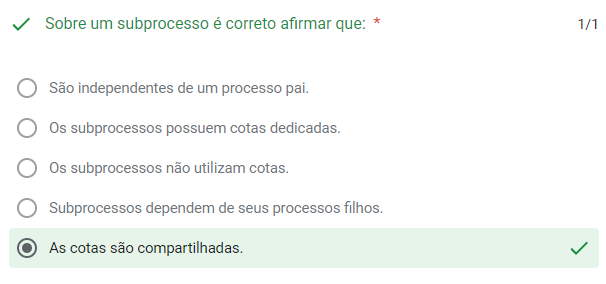 Sobre um subprocesso é correto afirmar que: *
1/1
São independentes de um processo pai.
Os subprocessos possuem cotas dedicadas.
Os subprocessos não utilizam cotas.
Subprocessos dependem de seus processos filhos.
As cotas são compartilhadas.